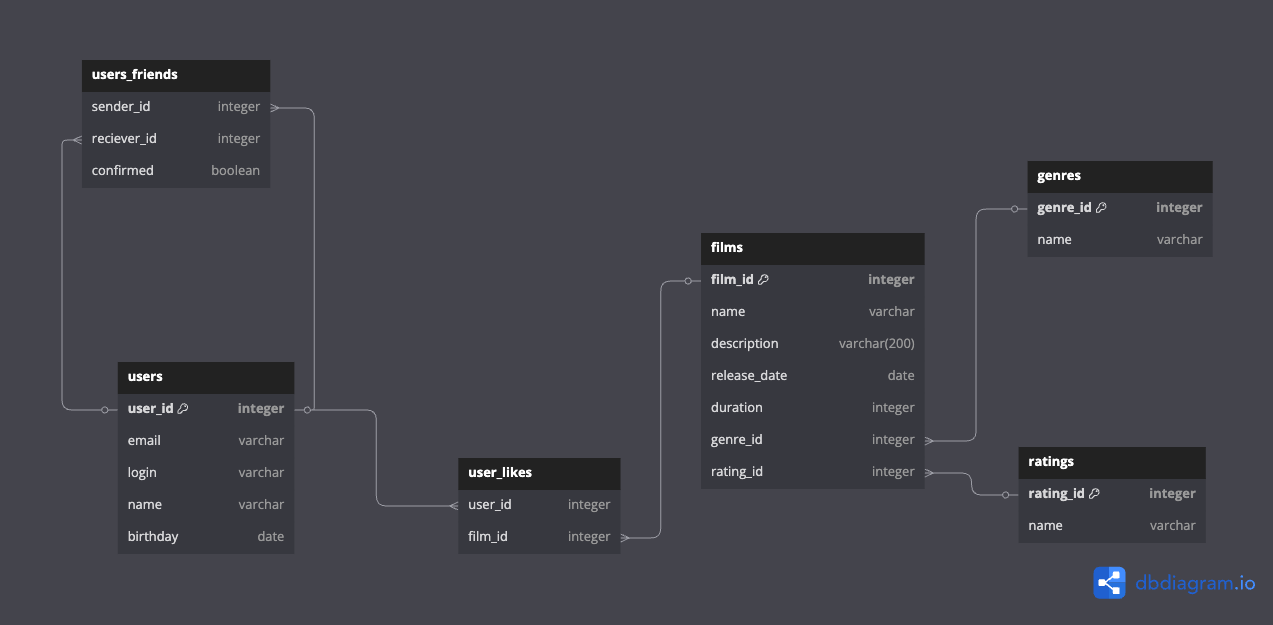 users_friends
sender_id integer
reciever_id integer
confirmed boolean
users
user_id integer
email varchar
login varchar
name varchar
birthday date
user_likes
user_id integer
film_id integer
films
film_id integer
name varchar
description varchar(200)
release_date date
duration integer
genre_id integer
rating_id integer
genres
genre_id integer
name varchar
ratings
rating_id integer
name varchar
dbdiagram.io